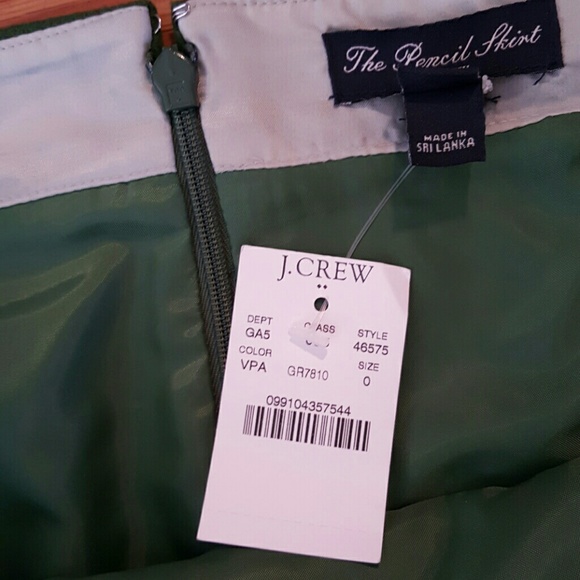 The Pencil Skirt
MADE IN
SRI LANKA
J.CREW
DEPT CLASS STYLE
GA5 46575
COLOR SIZE
VPA GR7810 0
099104357544